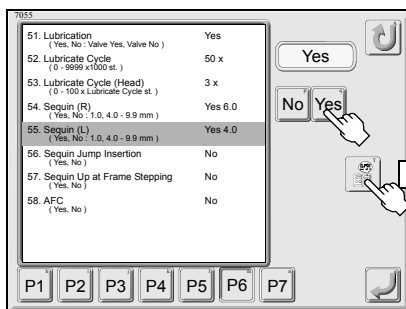 7055
51. Lubrication Yes
( Yes, No : Valve Yes, Valve No )
52. Lubricate Cycle 50 x
( 0 - 9999 x1000 st. )
53. Lubricate Cycle (Head) 3 x
( 0 - 100 x Lubricate Cycle st. )
54. Sequin (R) Yes 6.0
( Yes, No : 1.0, 4.0 - 9.9 mm )
55. Sequin (L) Yes 4.0
( Yes, No : 1.0, 4.0 - 9.9 mm )
56. Sequin Jump Insertion No
( Yes, No )
57. Sequin Up at Frame Stepping No
( Yes, No )
58. AFC No
( Yes, No )
Yes
No Yes
P1 P2 P3 P4 P5 P6 P7